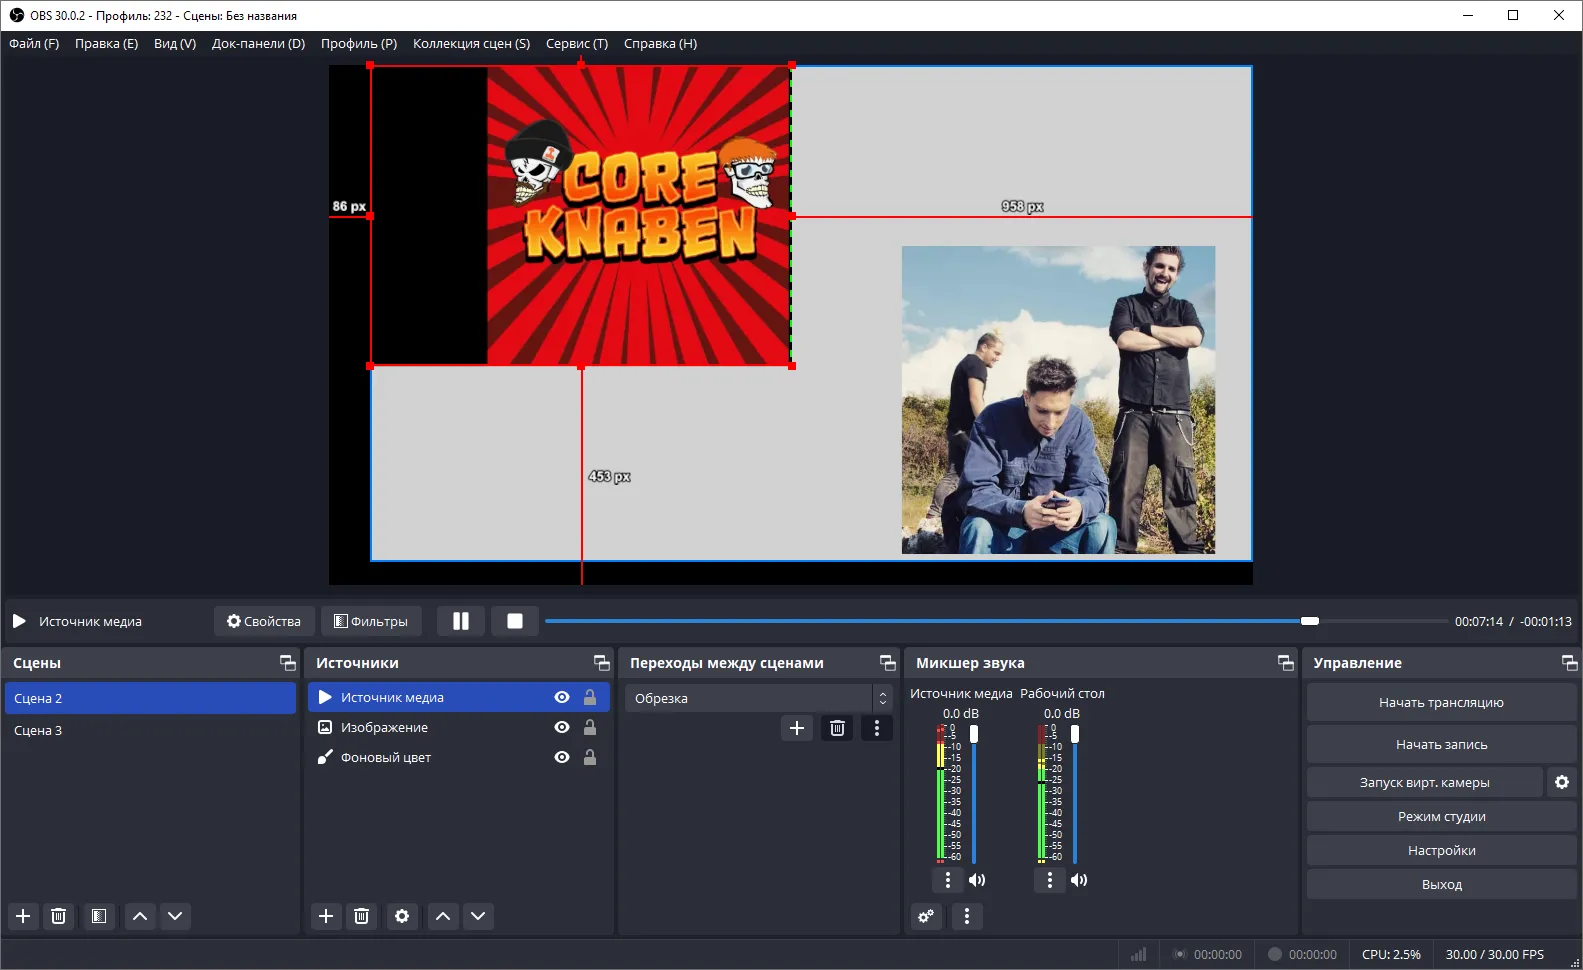 OBS 30.0.2 - Профиль: 232 - Сцены: Без названия
Файл (F) Правка (E) Вид (V) Док-панели (D) Профиль (P) Коллекция сцен (S) Сервис (T) Справка (H)
CORE
KNABEN
86 px
958 px
453 px
Источник медиа Свойства Фильтры 00:07:14 / -00:01:13
Сцены
Сцена 2
Сцена 3
Источники
Источник медиа
Изображение
Фоновый цвет
Переходы между сценами
Обрезка
Микшер звука
Источник медиа Рабочий стол
0.0 dB 0.0 dB
0 0
-5 -5
-10 -10
-15 -15
-20 -20
-25 -25
-30 -30
-35 -35
-40 -40
-45 -45
-50 -50
-55 -55
-60 -60
Управление
Начать трансляцию
Начать запись
Запуск вирт. камеры
Режим студии
Настройки
Выход
00:00:00 00:00:00 CPU: 2.5% 30.00 / 30.00 FPS